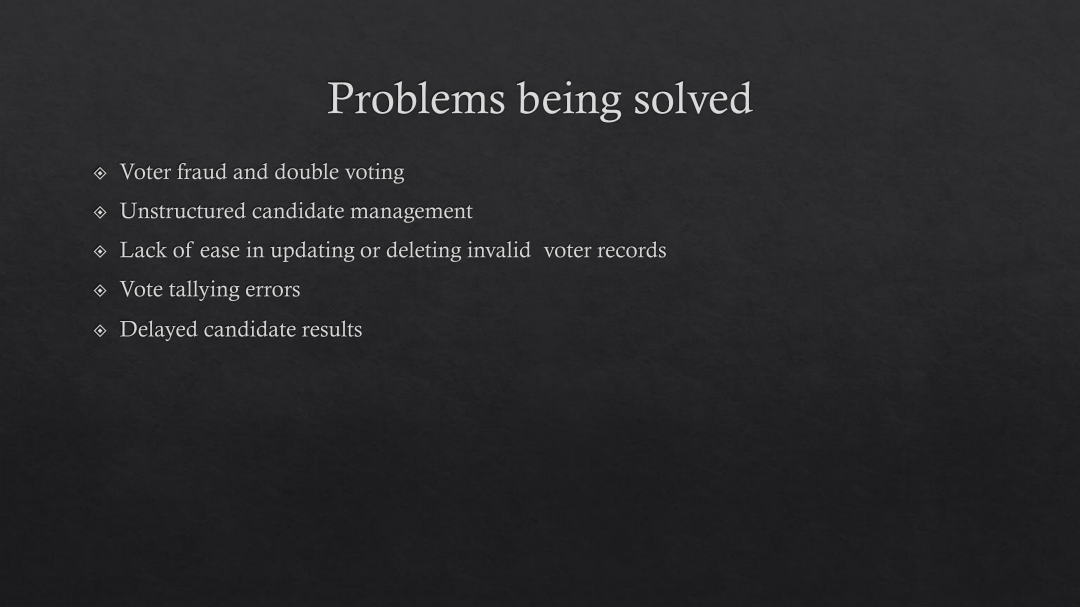 Problems being solved
Voter fraud and double voting
Unstructured candidate management
Lack of ease in updating or deleting invalid  voter records
Vote tallying errors
Delayed candidate results